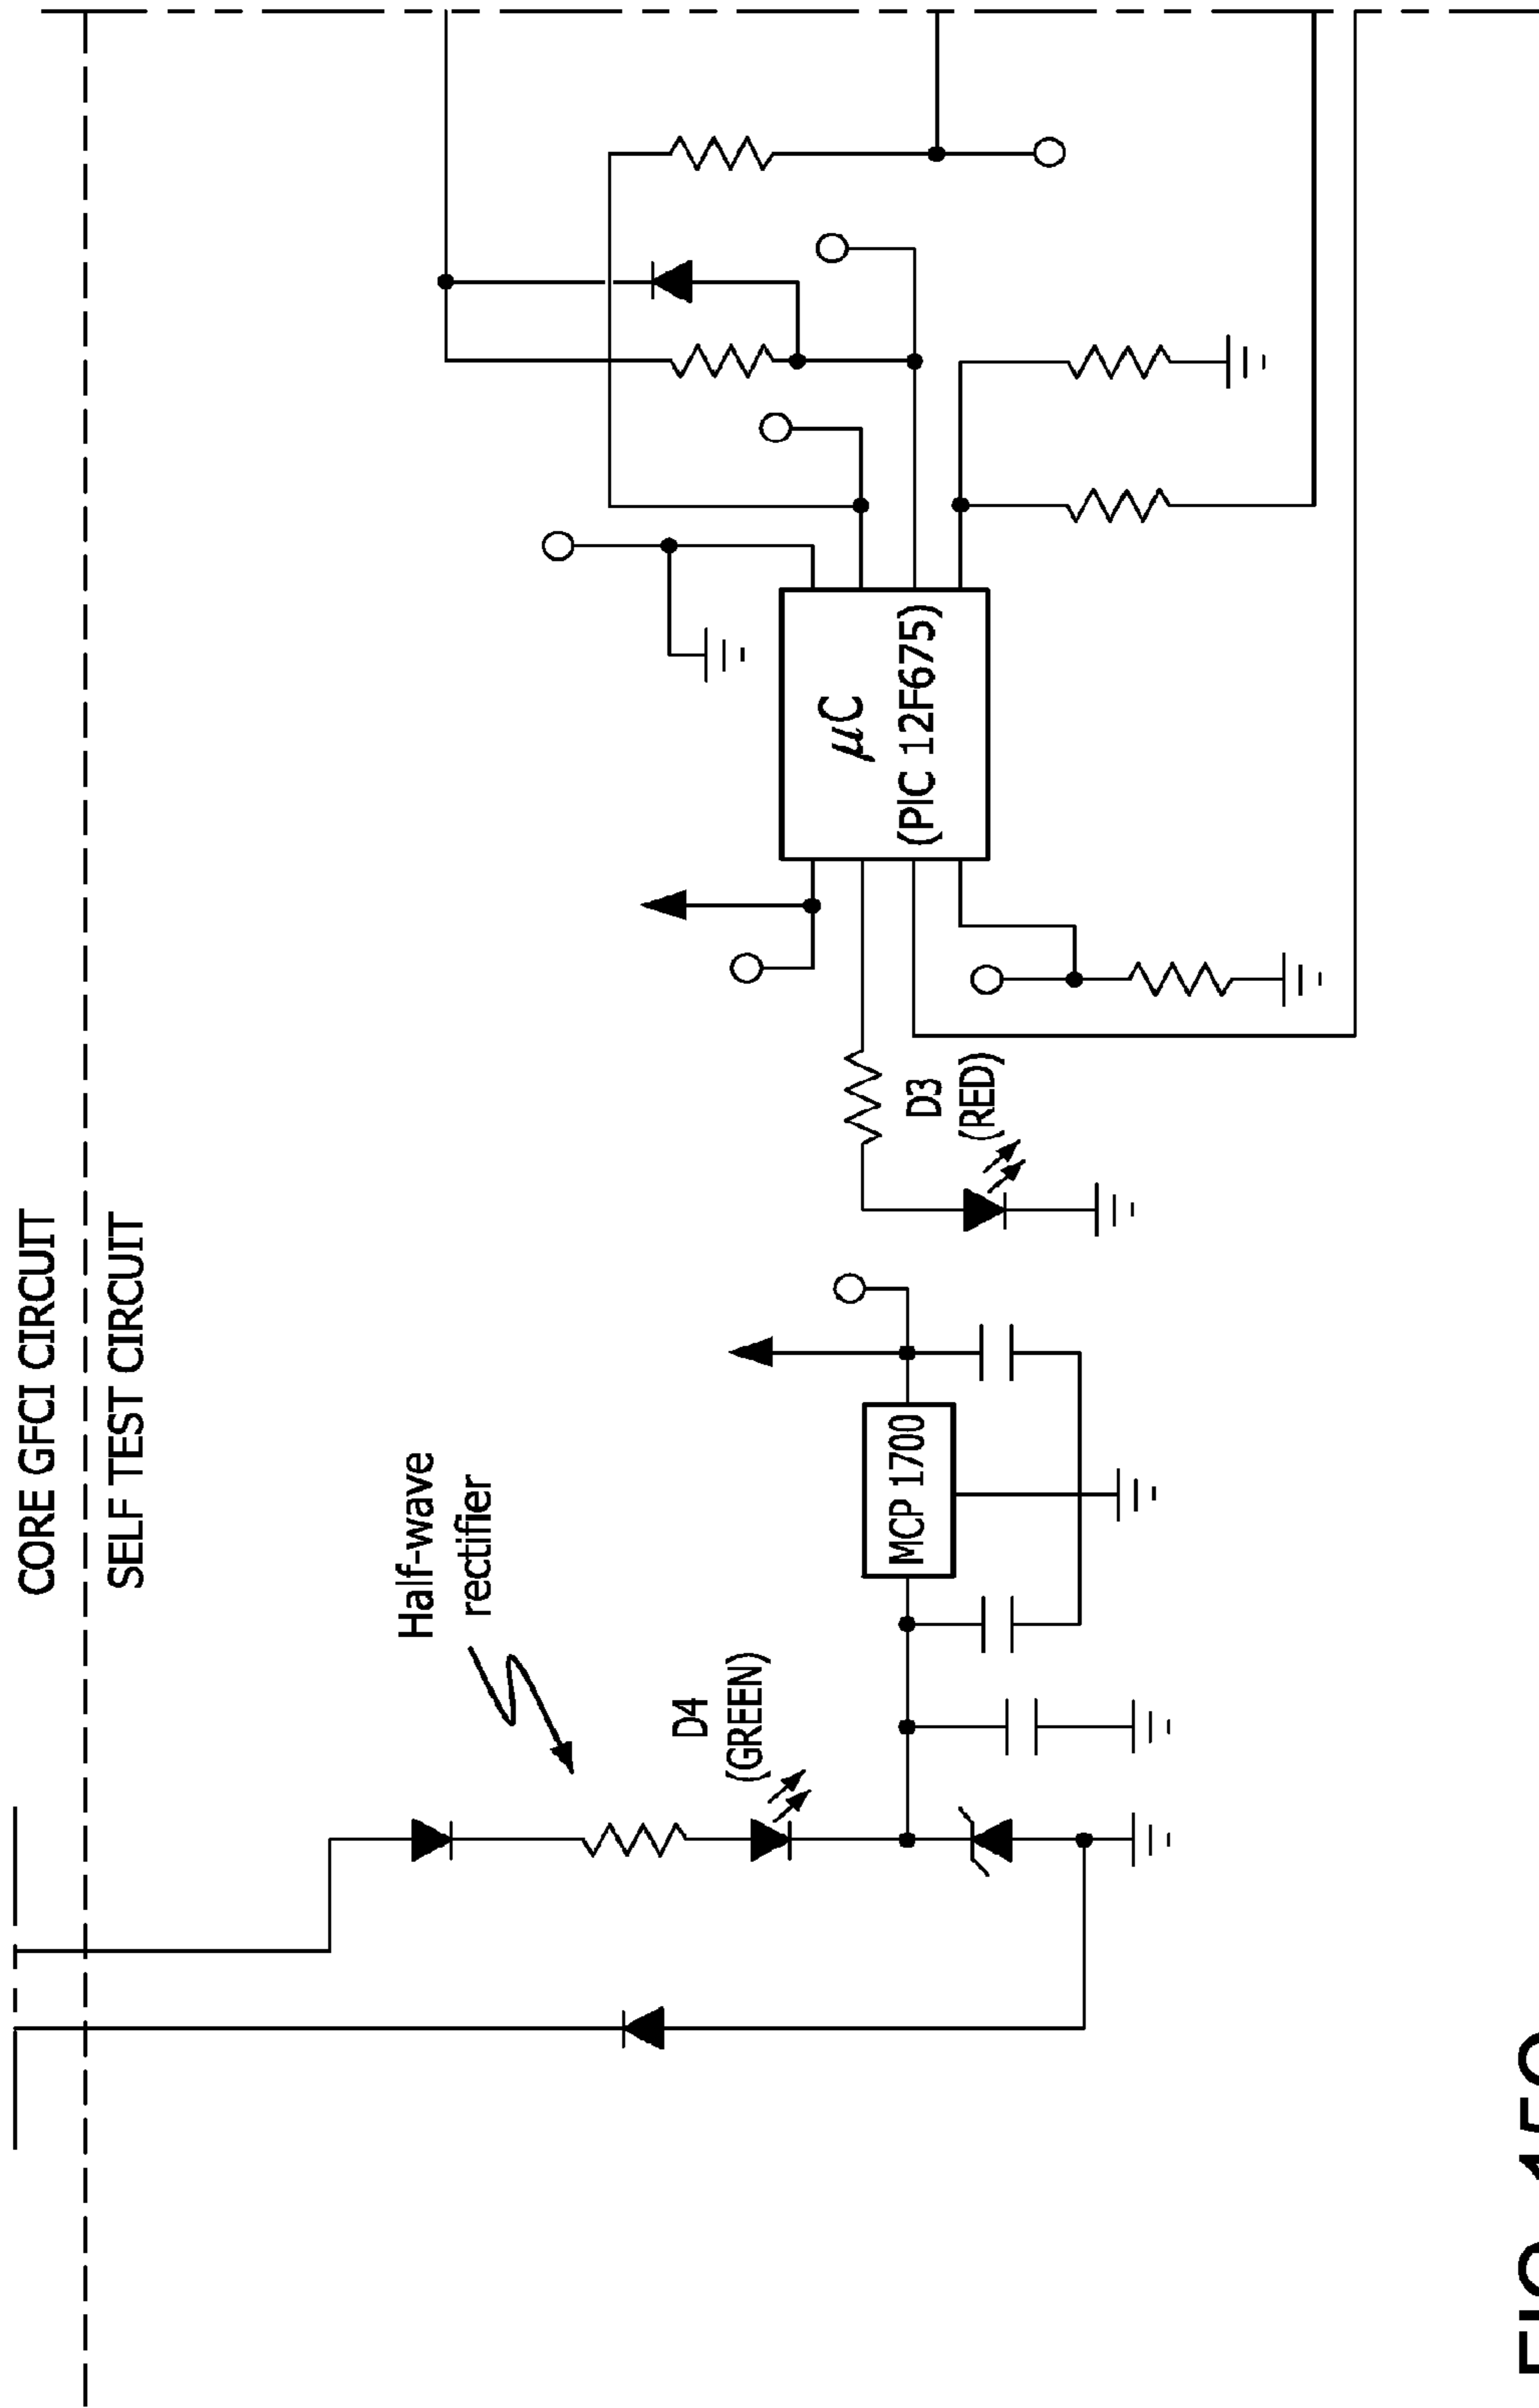 CORE GFCI CIRCUIT
SELF TEST CIRCUIT
Half-wave
rectifier
D4
(GREEN)
MCP 1700
D3
(RED)
μC
(PIC 12F675)